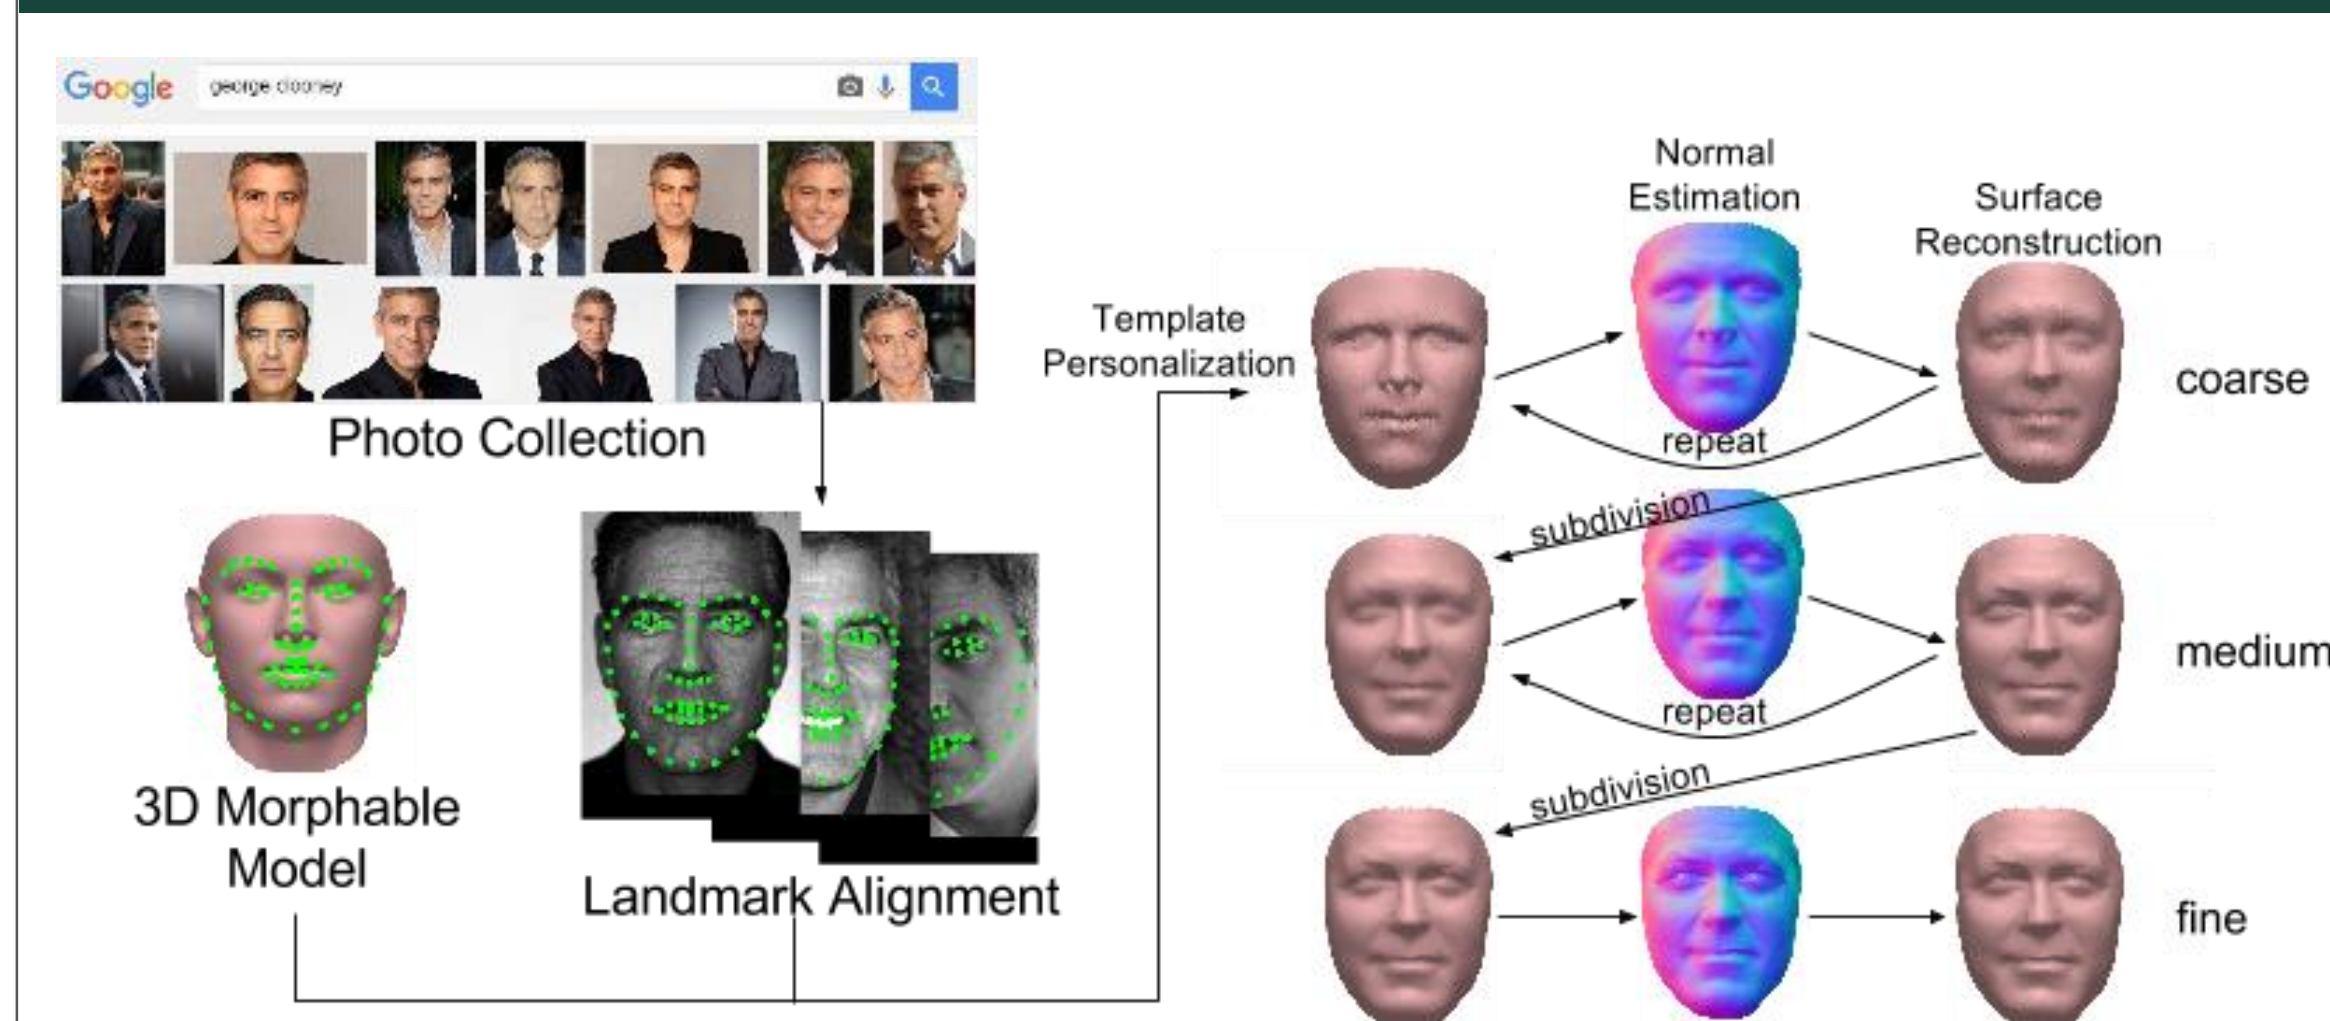 Google
george clooney
Photo Collection
3D Morphable
Model
Landmark Alignment
Template
Personalization
Normal
Estimation
Surface
Reconstruction
repeat
coarse
subdivision
repeat
medium
subdivision
fine